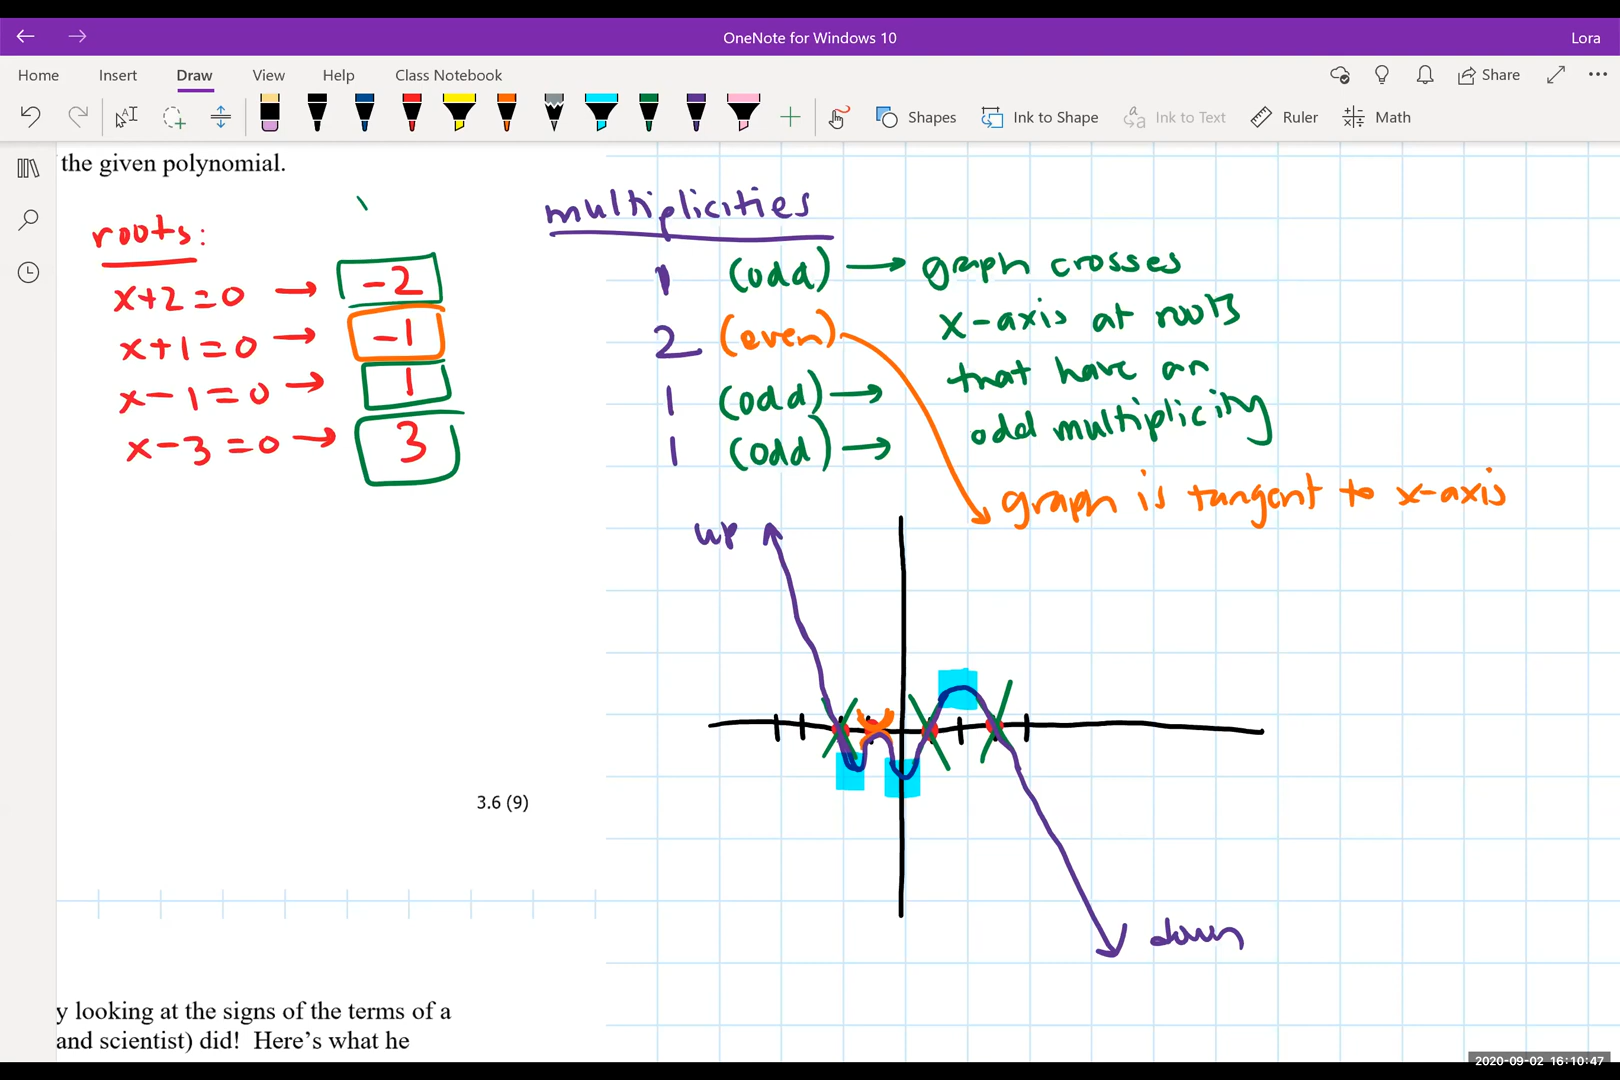 OneNote for Windows 10
Lora
Home Insert Draw View Help Class Notebook
Share
Shapes Ink to Shape Ink to Text Ruler Math
the given polynomial.
roots:
x+2=0 → -2
x+1=0 → -1
x-1=0 → 1
x-3=0 → 3
multiplicities
1 (odd) → graph crosses
x-axis at roots
2 (even)
that have an
1 (odd) →
odd multiplicity
1 (odd) →
graph is tangent to x-axis
up
down
3.6 (9)
y looking at the signs of the terms of a
and scientist) did! Here's what he
2020-09-02 16:10:47